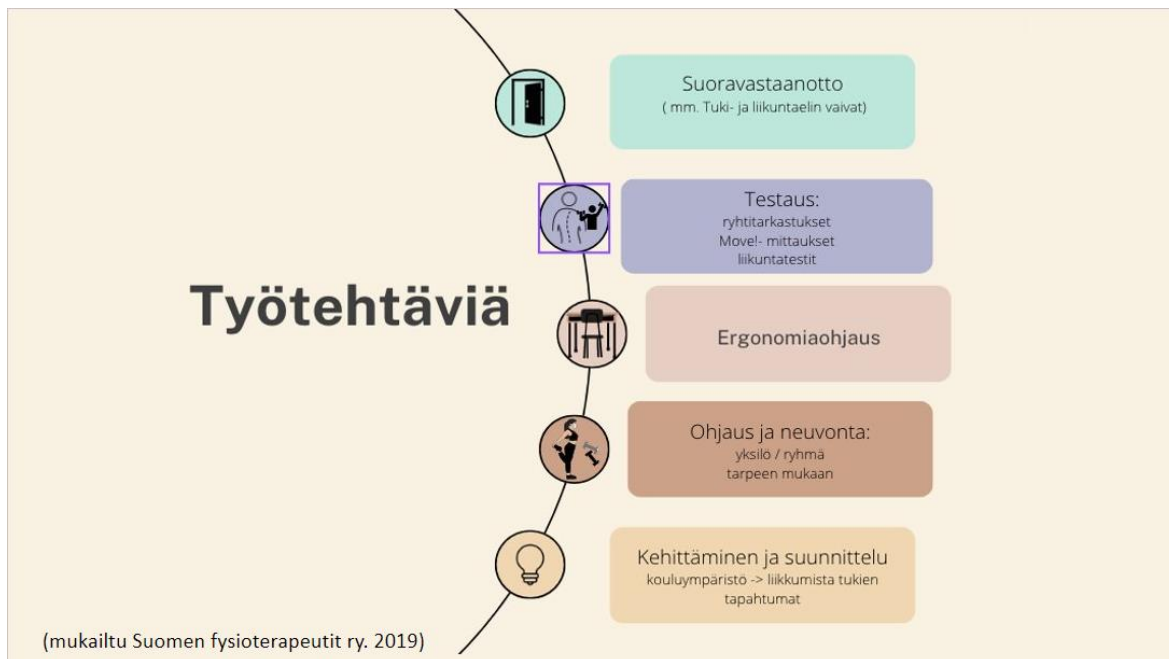 Työtehtäviä
Suoravastaanotto
( mm. Tuki- ja liikuntaelin vaivat)
Testaus:
ryhtitarkastukset
Move!- mittaukset
liikuntatestit
Ergonomiaohjaus
Ohjaus ja neuvonta:
yksilö / ryhmä
tarpeen mukaan
Kehittäminen ja suunnittelu
kouluympäristö -> liikkumista tukien
tapahtumat
(mukailtu Suomen fysioterapeutit ry. 2019)